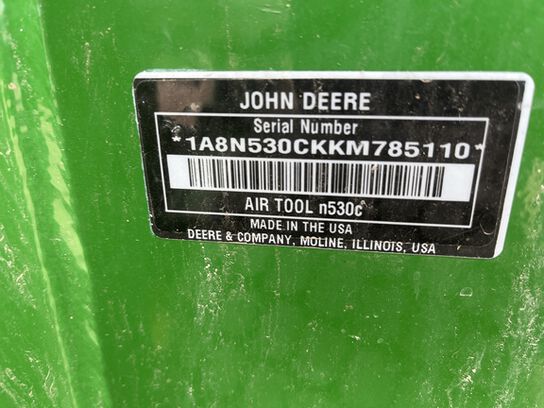 JOHN DEERE
Serial Number
*1A8N530CKKM785110*
AIR TOOL n530c
MADE IN THE USA
DEERE & COMPANY, MOLINE, ILLINOIS, USA